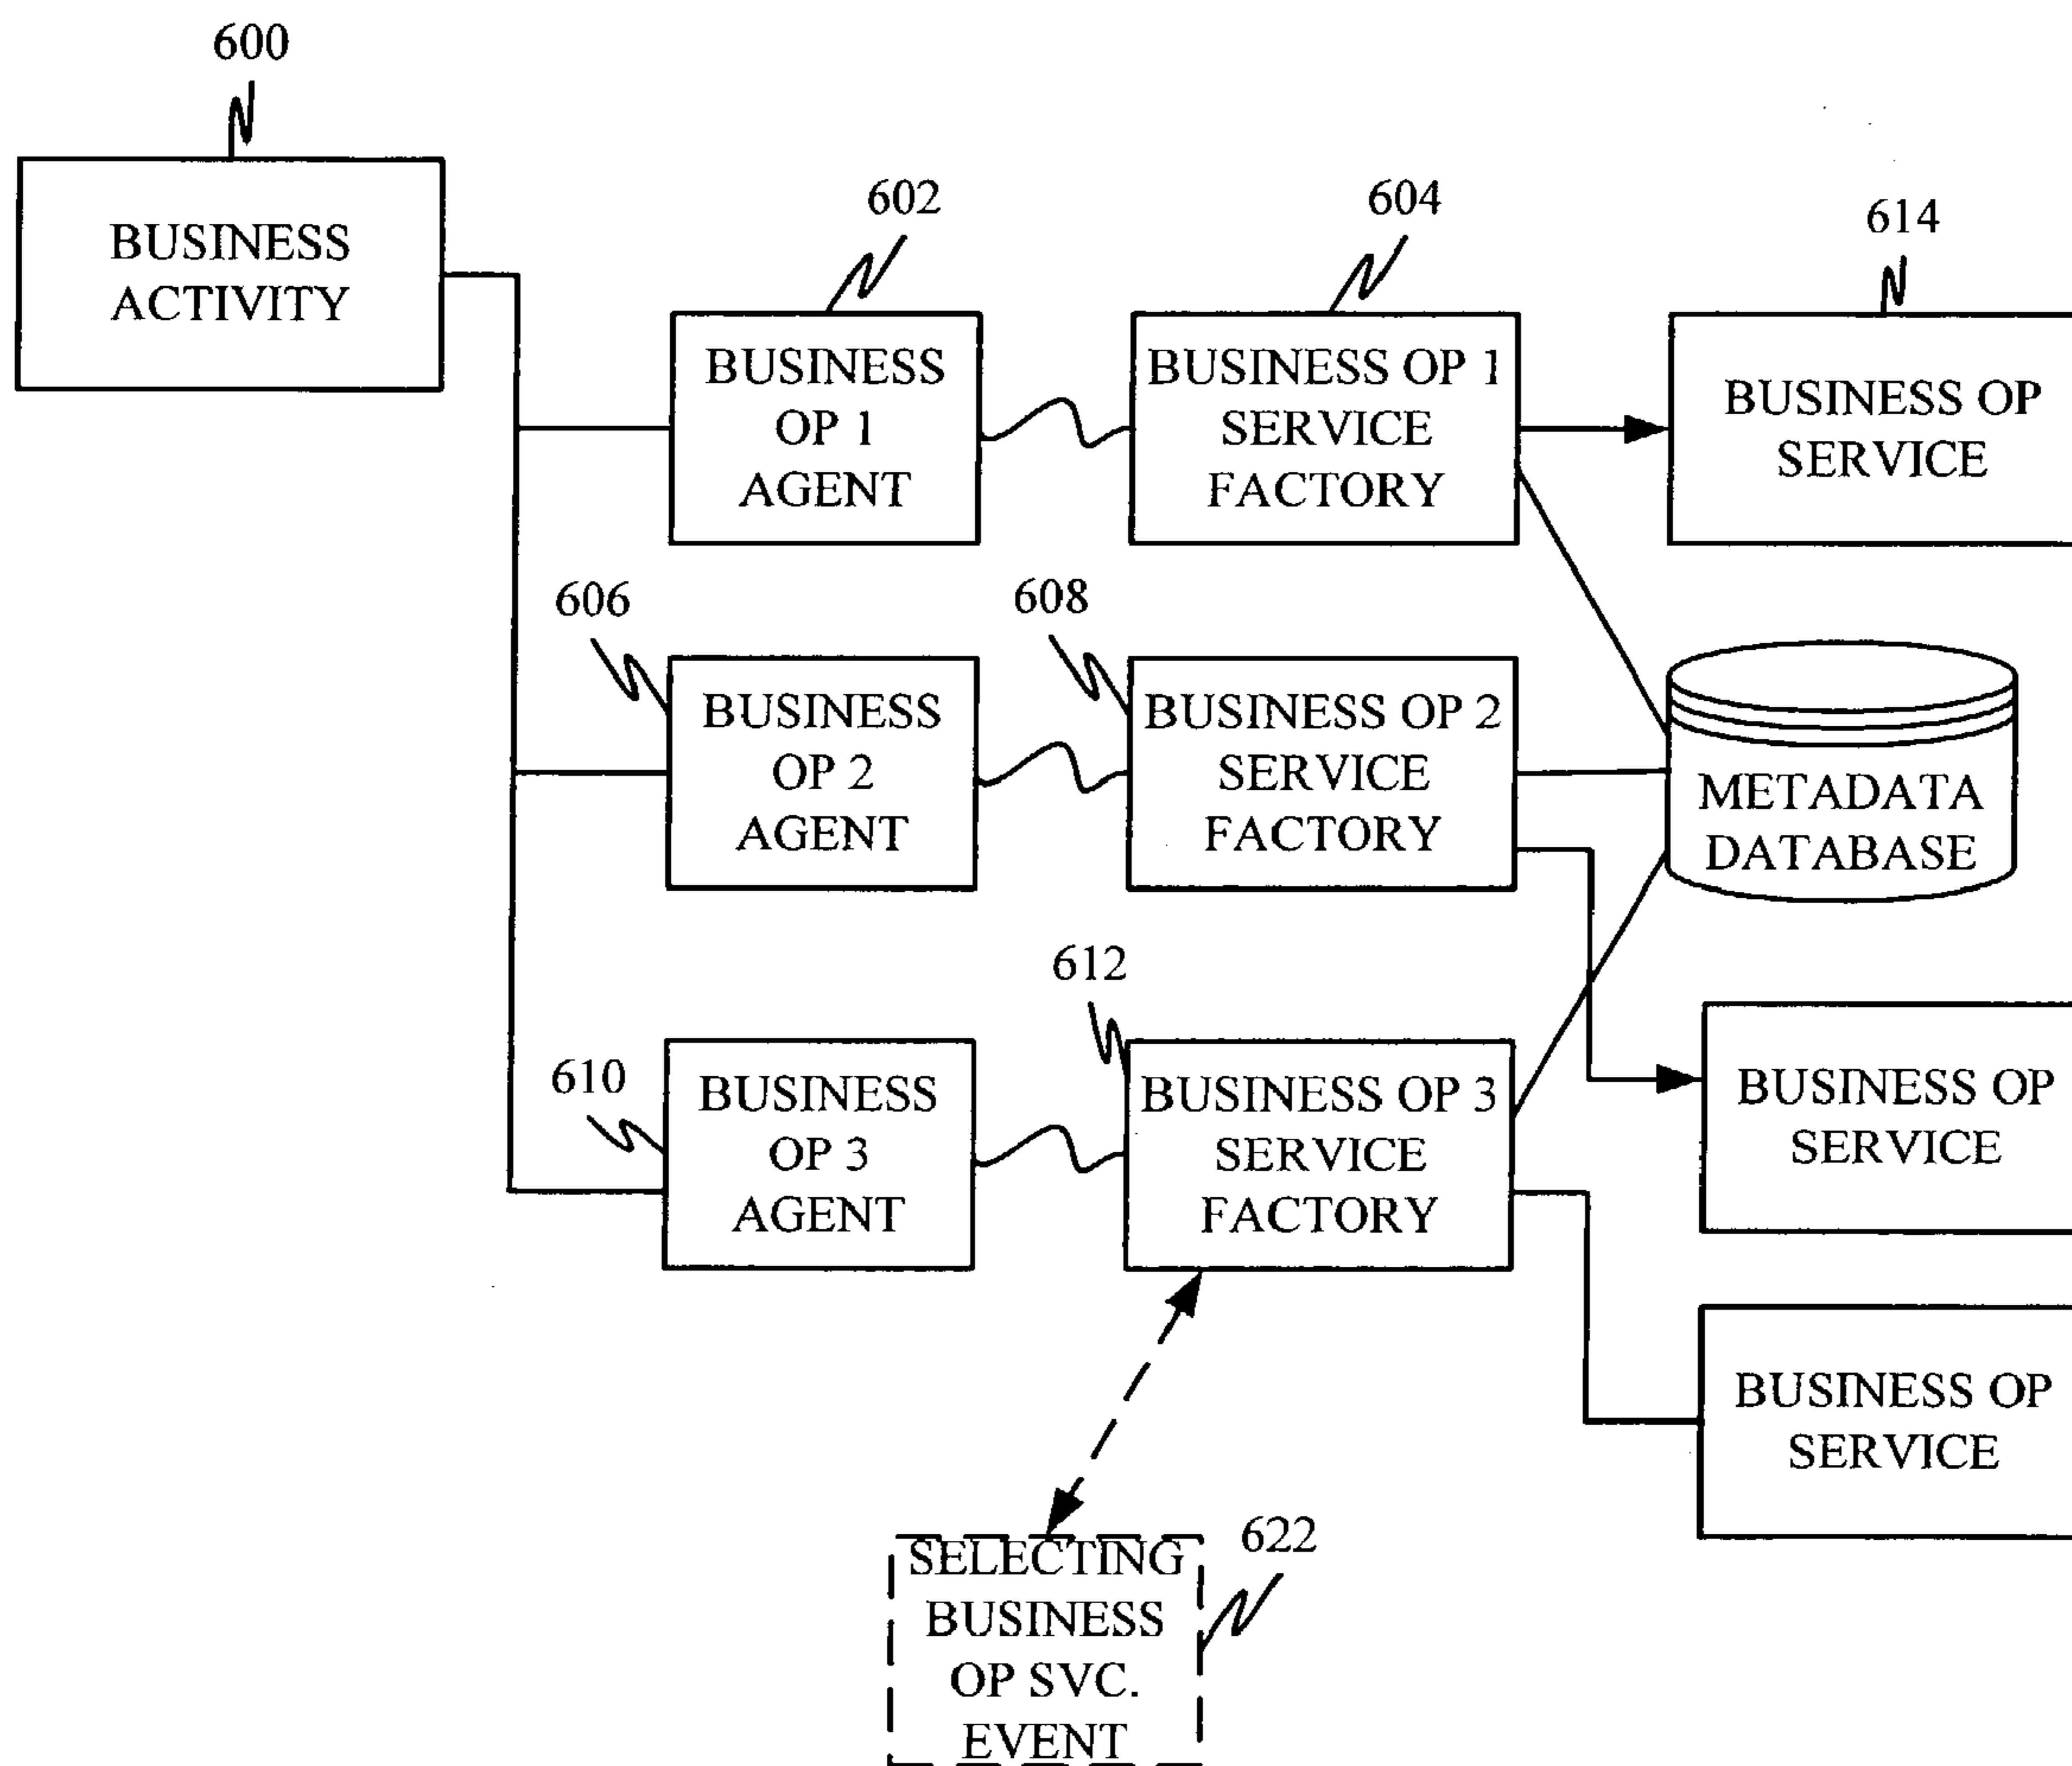 600
BUSINESS
ACTIVITY
602
BUSINESS
OP 1
AGENT
604
BUSINESS OP 1
SERVICE
FACTORY
614
BUSINESS OP
SERVICE
606
BUSINESS
OP 2
AGENT
608
BUSINESS OP 2
SERVICE
FACTORY
METADATA
DATABASE
610
BUSINESS
OP 3
AGENT
612
BUSINESS OP 3
SERVICE
FACTORY
BUSINESS OP
SERVICE
BUSINESS OP
SERVICE
SELECTING
BUSINESS
OP SVC.
EVENT
622